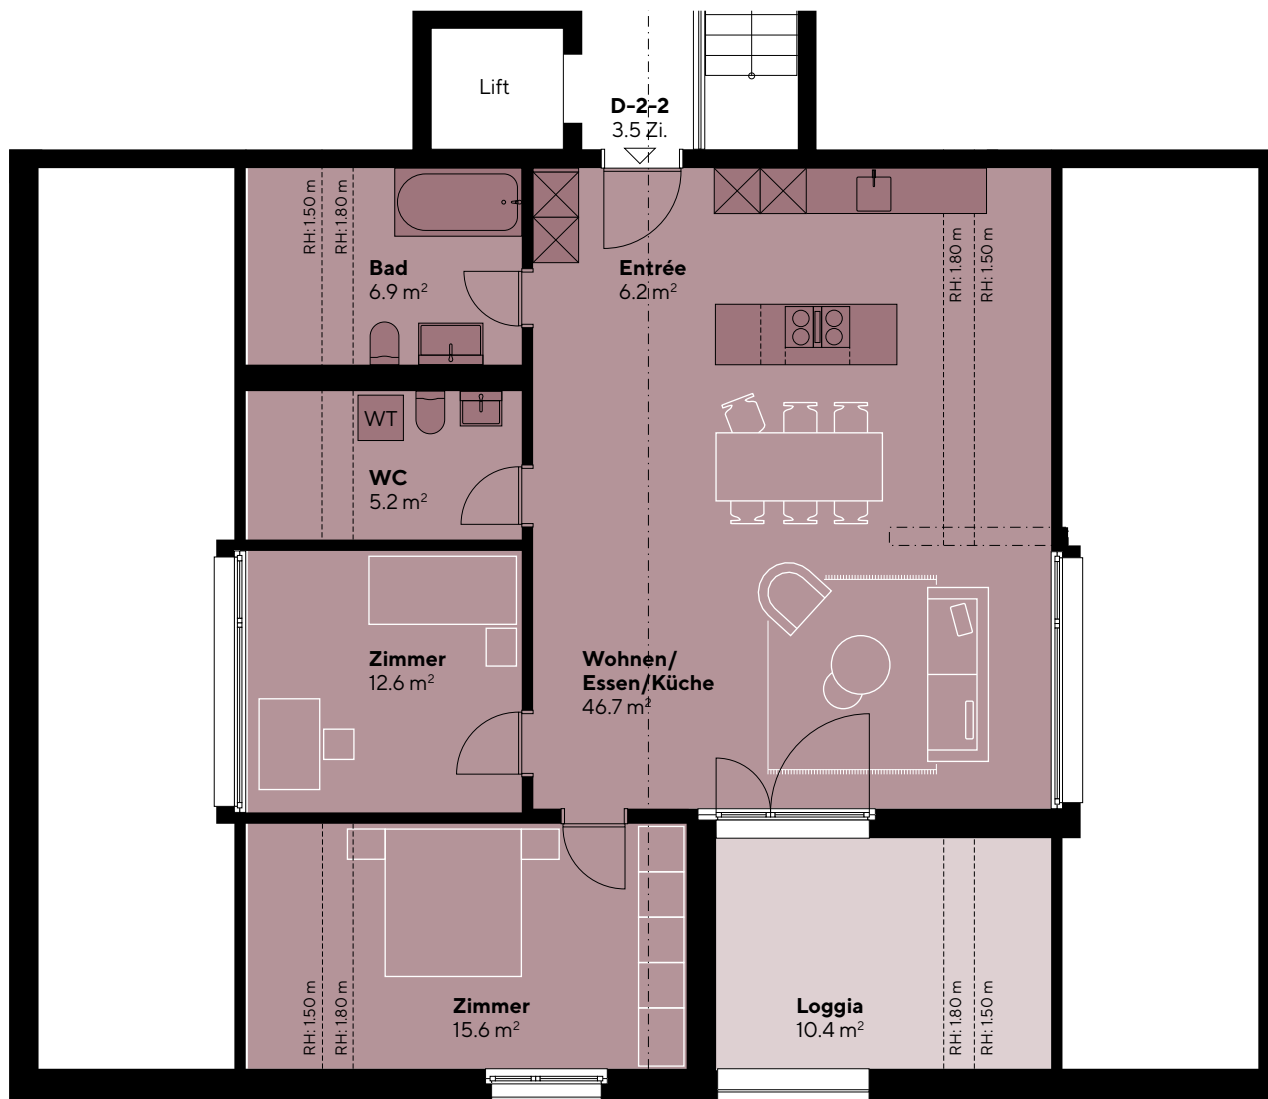 Lift
D-2-2
3.5 Zi.
RH: 1.50 m
RH: 1.80 m
Bad
6.9 m²
Entrée
6.2 m²
RH: 1.80 m
RH: 1.50 m
WT
WC
5.2 m²
Zimmer
12.6 m²
Wohnen/
Essen/Küche
46.7 m²
RH: 1.50 m
RH: 1.80 m
Zimmer
15.6 m²
Loggia
10.4 m²
RH: 1.80 m
RH: 1.50 m